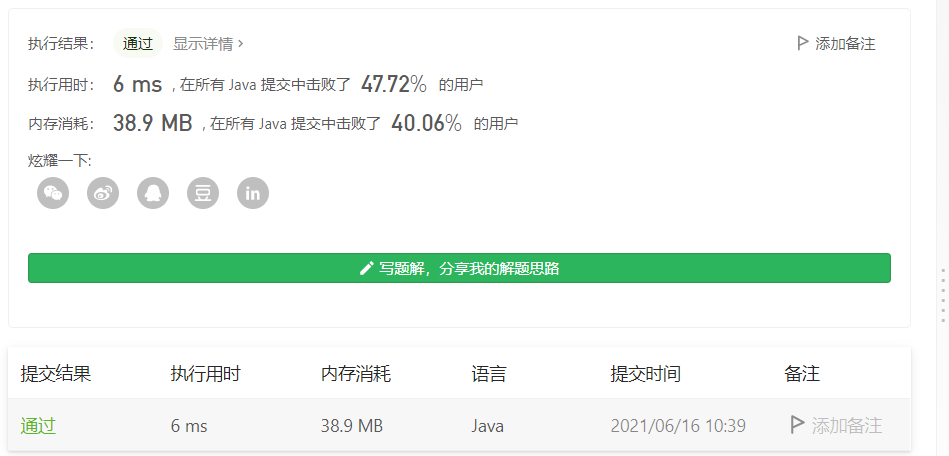 执行结果： 通过 显示详情 > 添加备注
执行用时： 6 ms , 在所有 Java 提交中击败了 47.72% 的用户
内存消耗： 38.9 MB , 在所有 Java 提交中击败了 40.06% 的用户
炫耀一下:
豆 in
写题解，分享我的解题思路
提交结果 执行用时 内存消耗 语言 提交时间 备注
通过 6 ms 38.9 MB Java 2021/06/16 10:39 添加备注